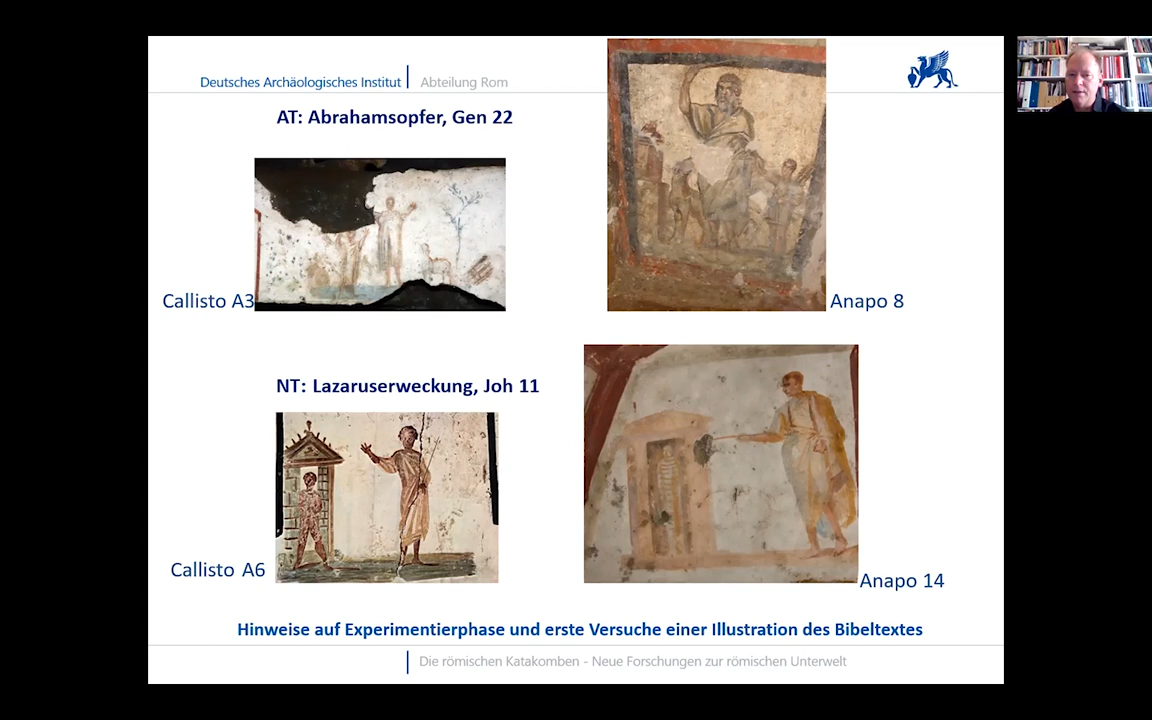 Deutsches Archäologisches Institut | Abteilung Rom
AT: Abrahamsopfer, Gen 22
Callisto A3
Anapo 8
NT: Lazaruserweckung, Joh 11
Callisto A6
Anapo 14
Hinweise auf Experimentierphase und erste Versuche einer Illustration des Bibeltextes
Die römischen Katakomben - Neue Forschungen zur römischen Unterwelt